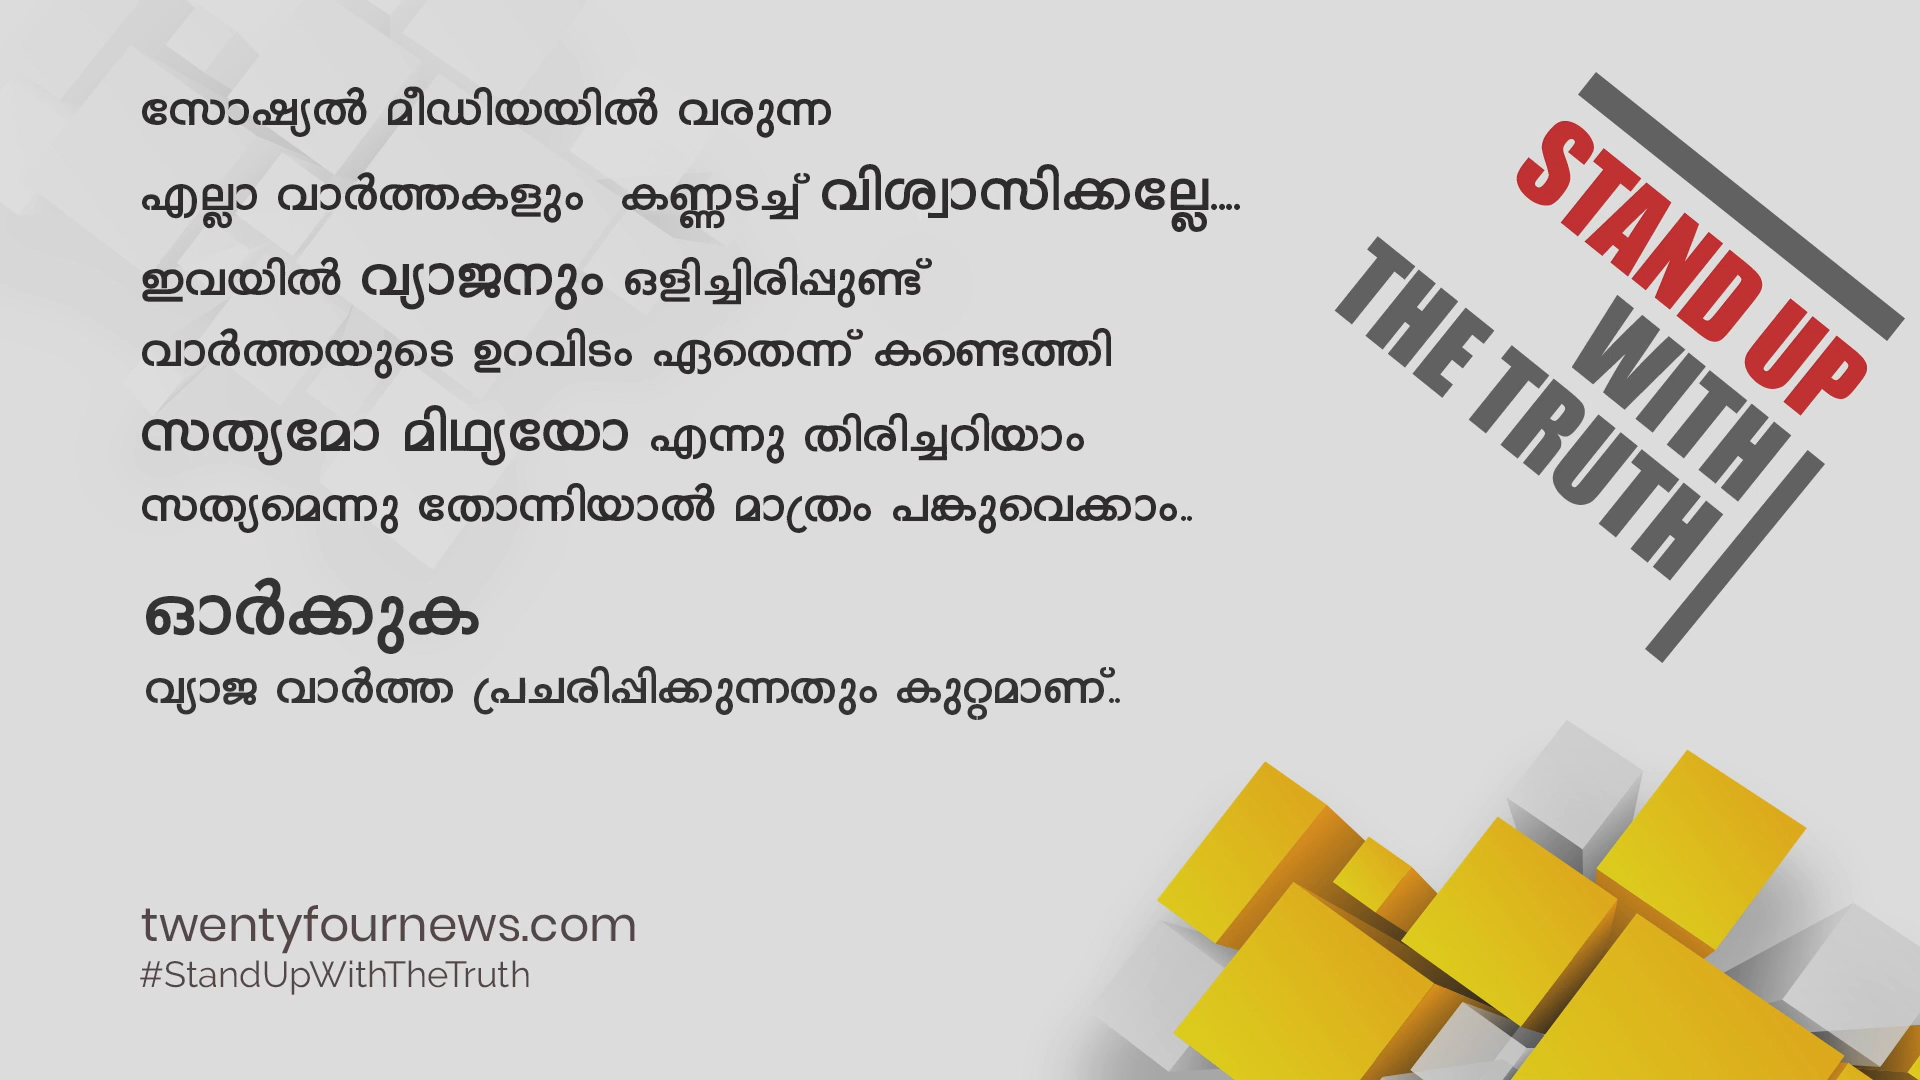 സോഷ്യൽ മീഡിയയിൽ വരുന്ന
എല്ലാ വാർത്തകളും കണ്ണടച്ച് വിശ്വാസിക്കല്ലേ....
ഇവയിൽ വ്യാജനും ഒളിച്ചിരിപ്പുണ്ട്
വാർത്തയുടെ ഉറവിടം ഏതെന്ന് കണ്ടെത്തി
സത്യമോ മിഥ്യയോ എന്നു തിരിച്ചറിയാം
സത്യമെന്നു തോന്നിയാൽ മാത്രം പങ്കുവെക്കാം..
ഓർക്കുക
വ്യാജ വാർത്ത പ്രചരിപ്പിക്കുന്നതും കുറ്റമാണ്..
STAND UP
WITH
THE TRUTH
twentyfournews.com
#StandUpWithTheTruth